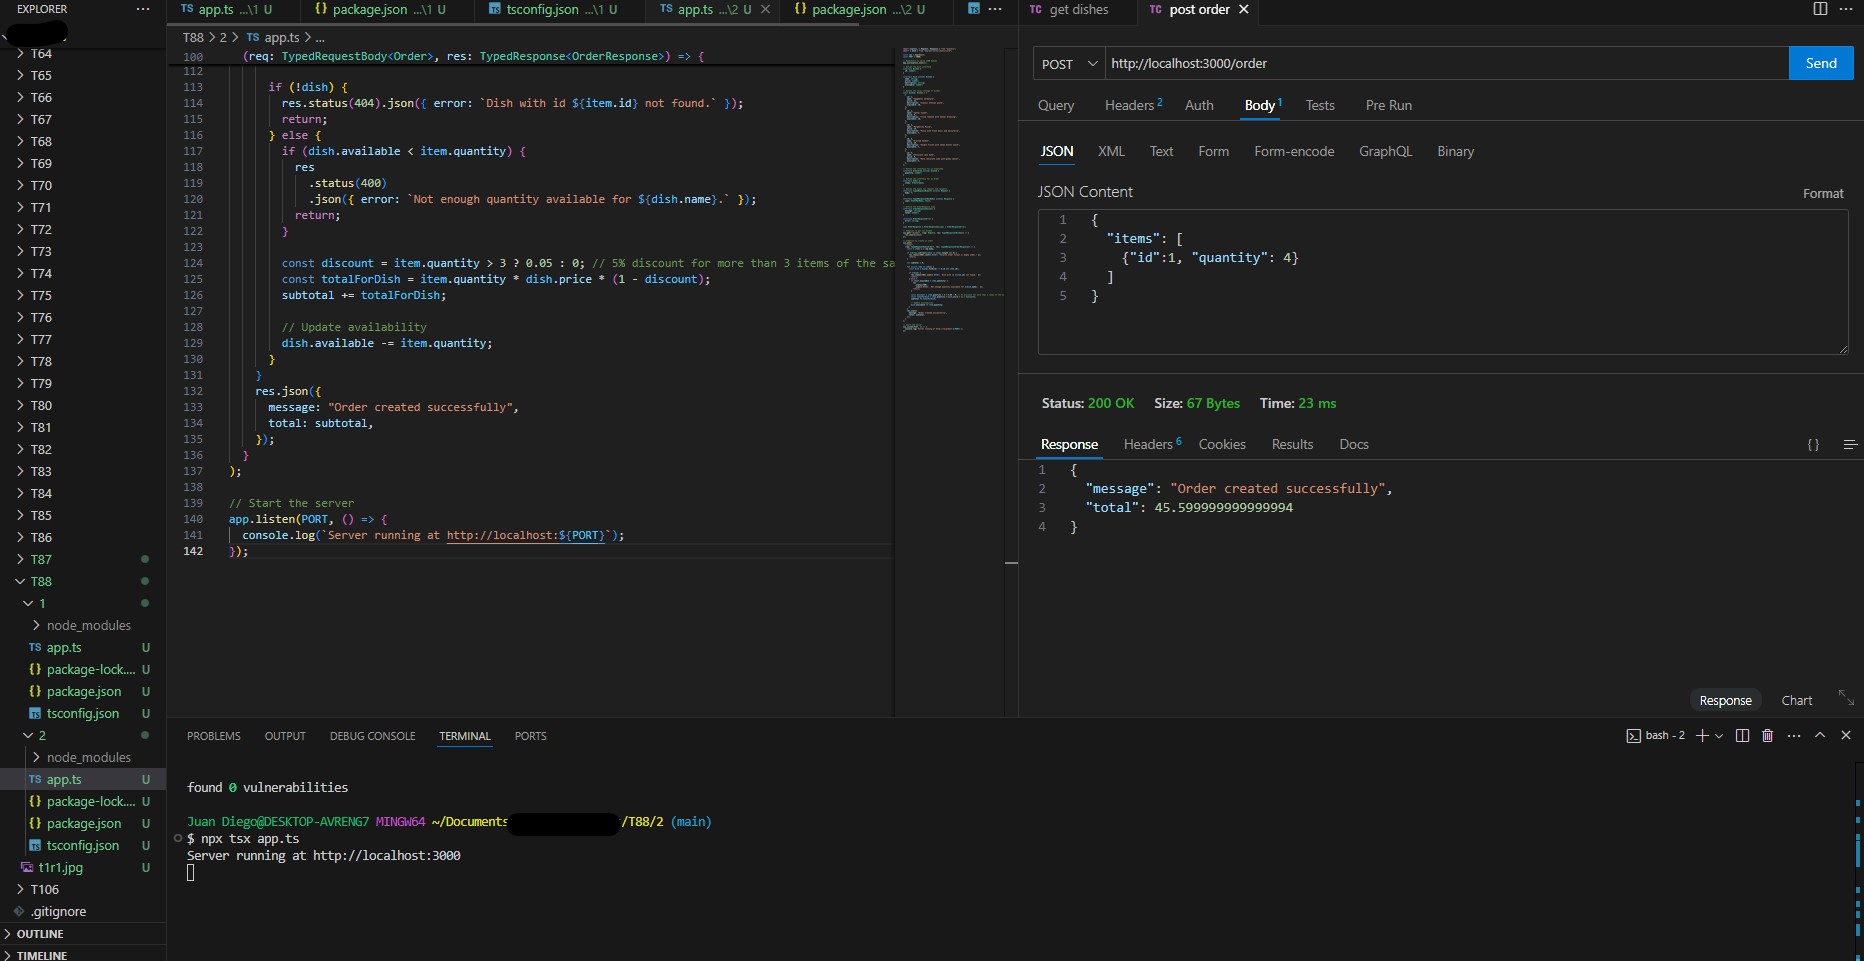 EXPLORER
T64
T65
T66
T67
T68
T69
T70
T71
T72
T73
T74
T75
T76
T77
T78
T79
T80
T81
T82
T83
T84
T85
T86
T87
T88
1
node_modules
TS app.ts U
{} package-lock.... U
{} package.json U
TS tsconfig.json U
2
node_modules
TS app.ts U
{} package-lock.... U
{} package.json U
TS tsconfig.json U
t1r1.jpg U
T106
.gitignore
OUTLINE
TIMELINE
TS app.ts ...\1 U {} package.json ...\1 U TS tsconfig.json ...\1 U TS app.ts ...\2 U {} package.json ...\2 U TS
T88 > 2 > TS app.ts > ...
100 (req: TypedRequestBody<Order>, res: TypedResponse<OrderResponse>) => {
112
113 if (!dish) {
114 res.status(404).json({ error: `Dish with id ${item.id} not found.` });
115 return;
116 } else {
117 if (dish.available < item.quantity) {
118 res
119 .status(400)
120 .json({ error: `Not enough quantity available for ${dish.name}.` });
121 return;
122 }
123
124 const discount = item.quantity > 3 ? 0.05 : 0; // 5% discount for more than 3 items of the sa
125 const totalForDish = item.quantity * dish.price * (1 - discount);
126 subtotal += totalForDish;
127
128 // Update availability
129 dish.available -= item.quantity;
130 }
131 }
132 res.json({
133 message: "Order created successfully",
134 total: subtotal,
135 });
136 }
137 );
138
139 // Start the server
140 app.listen(PORT, () => {
141 console.log(`Server running at http://localhost:${PORT}`);
142 });
TC get dishes TC post order
POST http://localhost:3000/order Send
Query Headers 2 Auth Body 1 Tests Pre Run
JSON XML Text Form Form-encode GraphQL Binary
JSON Content Format
1 {
2 "items": [
3 {"id":1, "quantity": 4}
4 ]
5 }
Status: 200 OK Size: 67 Bytes Time: 23 ms
Response Headers 6 Cookies Results Docs {}
1 {
2 "message": "Order created successfully",
3 "total": 45.599999999999994
4 }
Response Chart
PROBLEMS OUTPUT DEBUG CONSOLE TERMINAL PORTS bash - 2
found 0 vulnerabilities
Juan Diego@DESKTOP-AVRENG7 MINGW64 ~/Documents /T88/2 (main)
$ npx tsx app.ts
Server running at http://localhost:3000